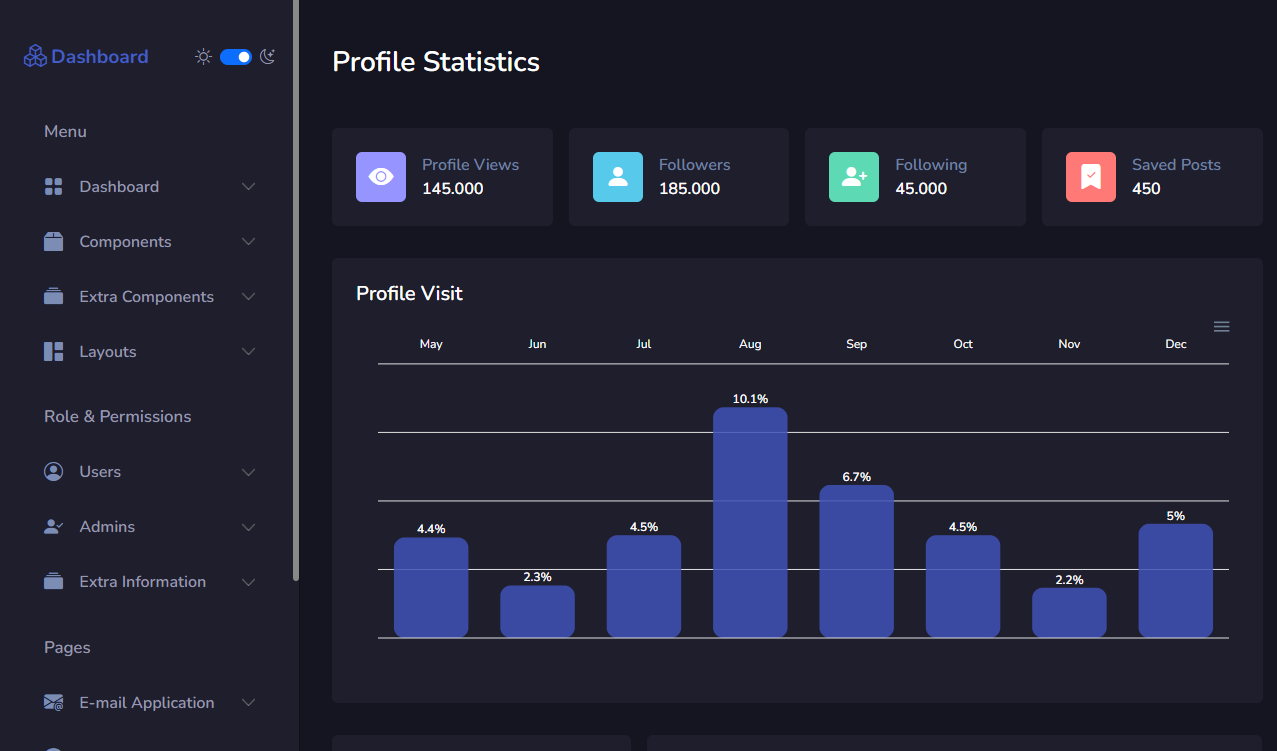 Dashboard
Menu
Dashboard
Components
Extra Components
Layouts
Role & Permissions
Users
Admins
Extra Information
Pages
E-mail Application
Profile Statistics
Profile Views
145.000
Followers
185.000
Following
45.000
Saved Posts
450
Profile Visit
May Jun Jul Aug Sep Oct Nov Dec
10.1%
6.7%
4.4% 4.5% 4.5% 5%
2.3% 2.2%